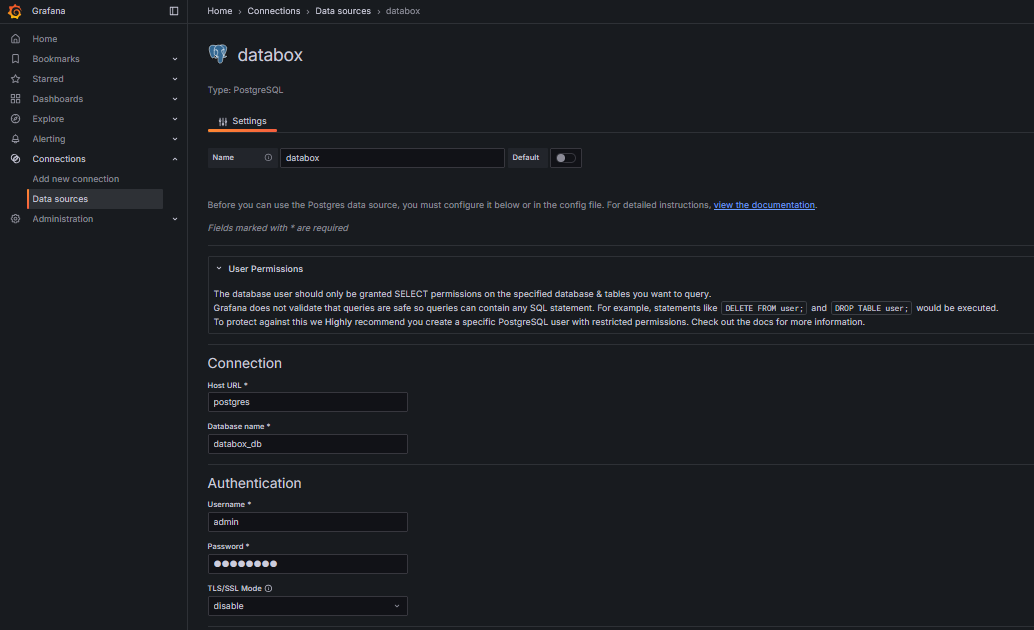 Grafana
Home › Connections › Data sources › databox
Home
Bookmarks
Starred
Dashboards
Explore
Alerting
Connections
Add new connection
Data sources
Administration
databox
Type: PostgreSQL
Settings
Name databox Default
Before you can use the Postgres data source, you must configure it below or in the config file. For detailed instructions, view the documentation.
Fields marked with * are required
User Permissions
The database user should only be granted SELECT permissions on the specified database & tables you want to query.
Grafana does not validate that queries are safe so queries can contain any SQL statement. For example, statements like DELETE FROM user; and DROP TABLE user; would be executed.
To protect against this we Highly recommend you create a specific PostgreSQL user with restricted permissions. Check out the docs for more information.
Connection
Host URL *
postgres
Database name *
databox_db
Authentication
Username *
admin
Password *
●●●●●●●●
TLS/SSL Mode
disable